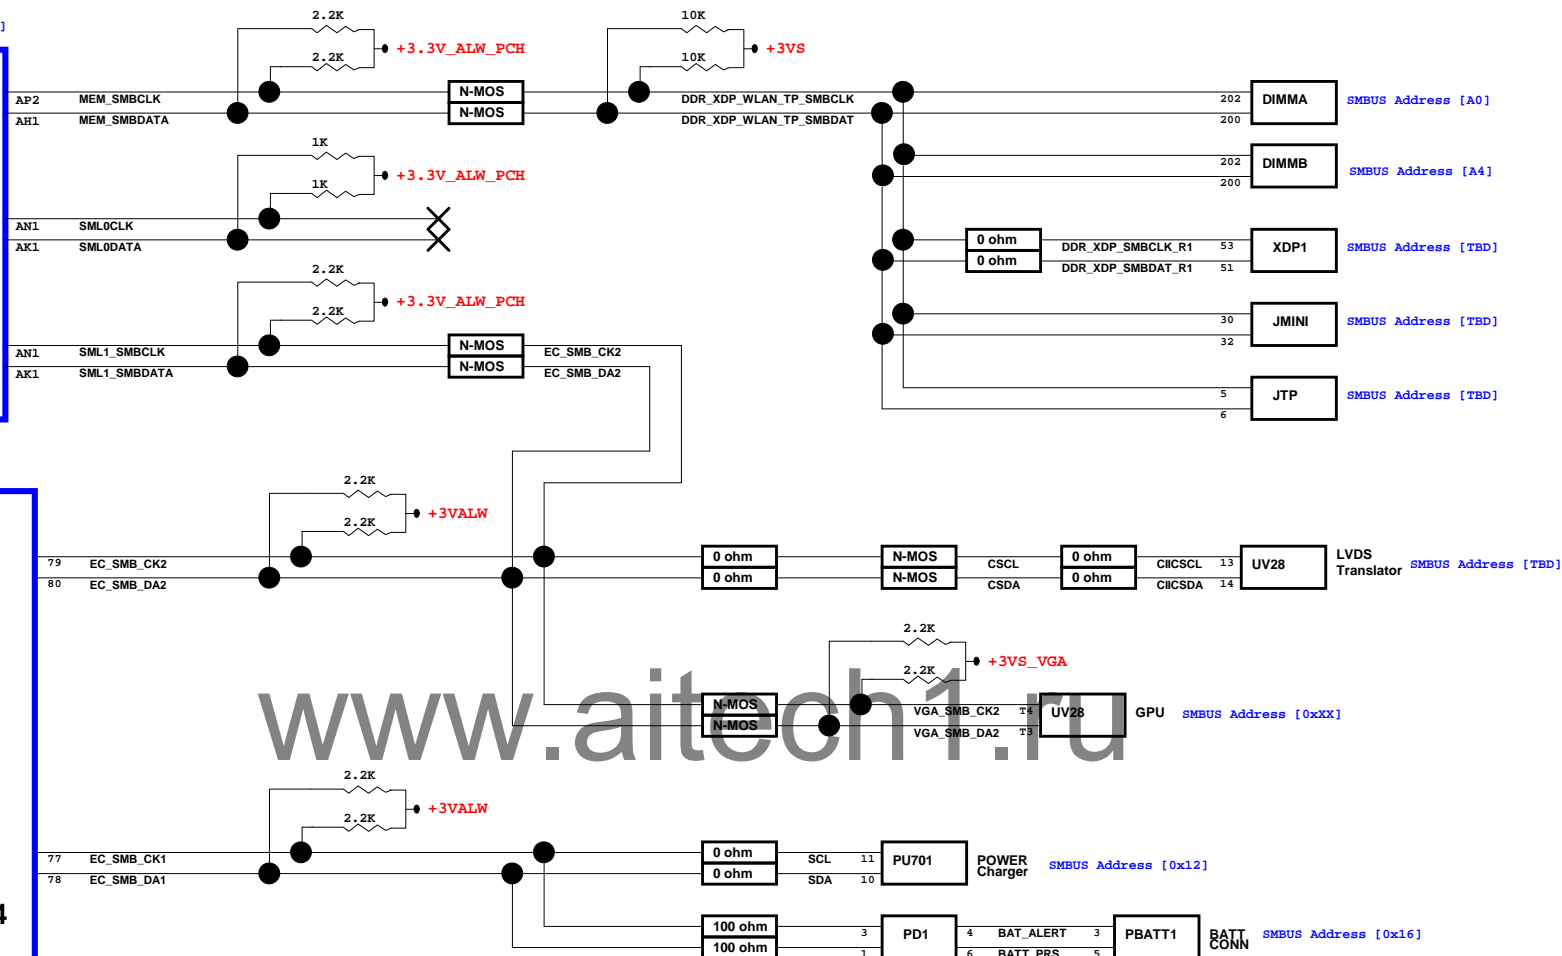 ]
2.2K
2.2K
+3.3V_ALW_PCH
10K
10K
+3VS
AP2 MEM_SMBCLK
AH1 MEM_SMBDATA
N-MOS
N-MOS
DDR_XDP_WLAN_TP_SMBCLK
DDR_XDP_WLAN_TP_SMBDAT
202 DIMMA SMBUS Address [A0]
200
1K
1K
+3.3V_ALW_PCH
202 DIMMB SMBUS Address [A4]
200
AN1 SML0CLK
AK1 SML0DATA
0 ohm
0 ohm
DDR_XDP_SMBCLK_R1 53
DDR_XDP_SMBDAT_R1 51
XDP1 SMBUS Address [TBD]
2.2K
2.2K
+3.3V_ALW_PCH
30 JMINI SMBUS Address [TBD]
32
AN1 SML1_SMBCLK
AK1 SML1_SMBDATA
N-MOS
N-MOS
EC_SMB_CK2
EC_SMB_DA2
5 JTP SMBUS Address [TBD]
6
2.2K
2.2K
+3VALW
79 EC_SMB_CK2
80 EC_SMB_DA2
0 ohm
0 ohm
N-MOS
N-MOS
CSCL
CSDA
0 ohm
0 ohm
CIICSCL 13
CIICSDA 14
UV28
LVDS
Translator SMBUS Address [TBD]
2.2K
2.2K
+3VS_VGA
N-MOS
N-MOS
VGA_SMB_CK2 T4
VGA_SMB_DA2 T3
UV28 GPU SMBUS Address [0xXX]
www.aitech1.ru
2.2K
2.2K
+3VALW
77 EC_SMB_CK1
78 EC_SMB_DA1
0 ohm
0 ohm
SCL 11
SDA 10
PU701
POWER
Charger SMBUS Address [0x12]
4
100 ohm
100 ohm
3
1
PD1
4 BAT_ALERT 3
6 BATT_PRS 5
PBATT1
BATT
CONN SMBUS Address [0x16]